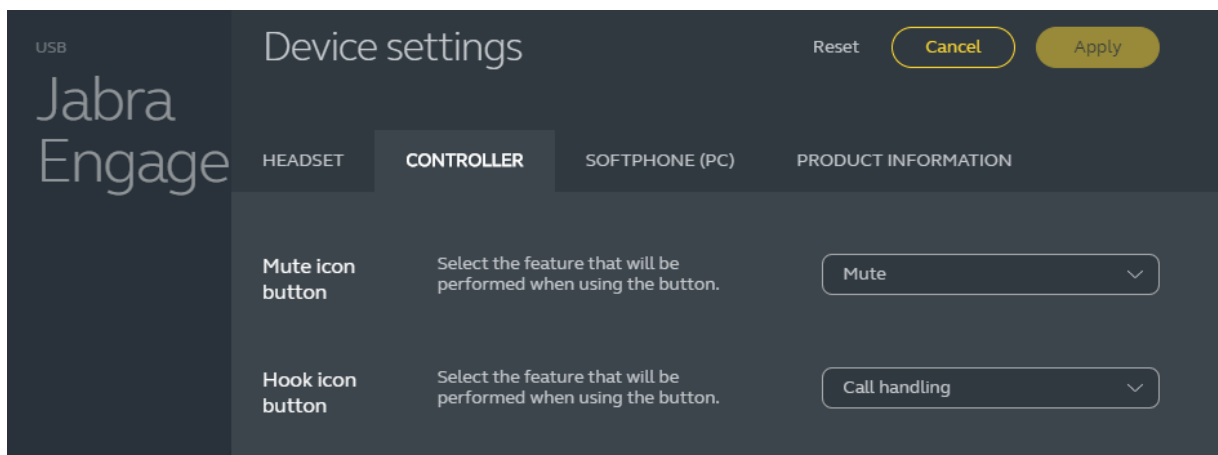 USB
Jabra
Engage
Device settings
Reset
Cancel
Apply
HEADSET
CONTROLLER
SOFTPHONE (PC)
PRODUCT INFORMATION
Mute icon
button
Select the feature that will be
performed when using the button.
Mute
Hook icon
button
Select the feature that will be
performed when using the button.
Call handling